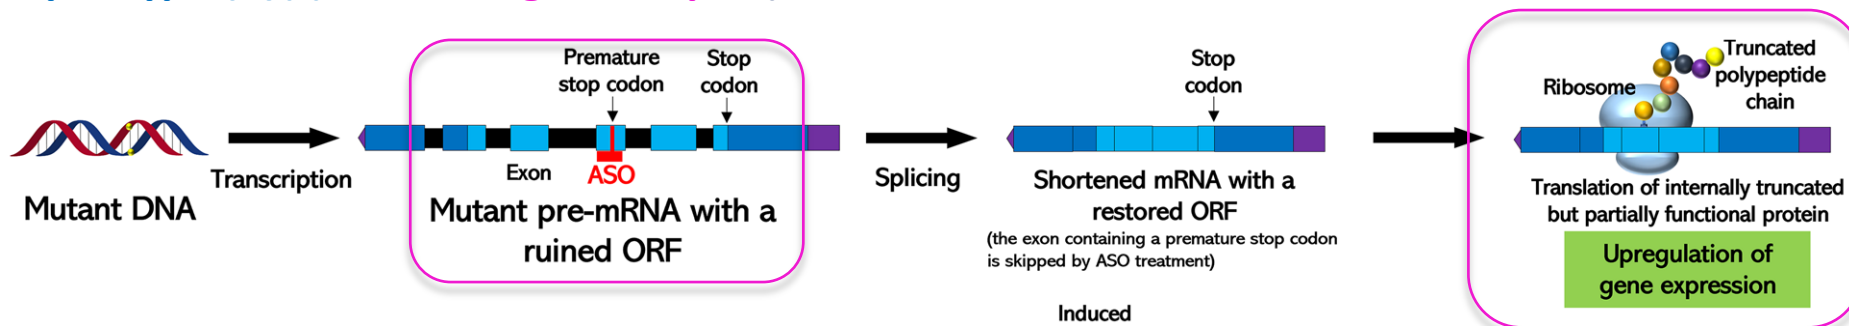 Premature
stop codon
Stop
codon
Exon
ASO
Mutant DNA
Transcription
Mutant pre-mRNA with a
ruined ORF
Splicing
Stop
codon
Shortened mRNA with a
restored ORF
(the exon containing a premature stop codon
is skipped by ASO treatment)
Induced
Ribosome
Truncated
polypeptide
chain
Translation of internally truncated
but partially functional protein
Upregulation of
gene expression